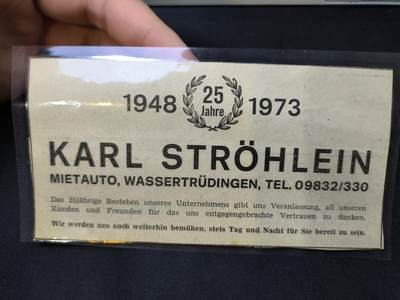 1948 25 Jahre 1973
KARL STRÖHLEIN
MIETAUTO, WASSERTRÜDINGEN, TEL. 09832/330
Das 25jährige Bestehen unseres Unternehmens gibt uns Veranlassung, all unseren
Kunden und Freunden für das uns entgegengebrachte Vertrauen zu danken.
Wir werden uns auch weiterhin bemühen, stets Tag und Nacht für Sie bereit zu sein.